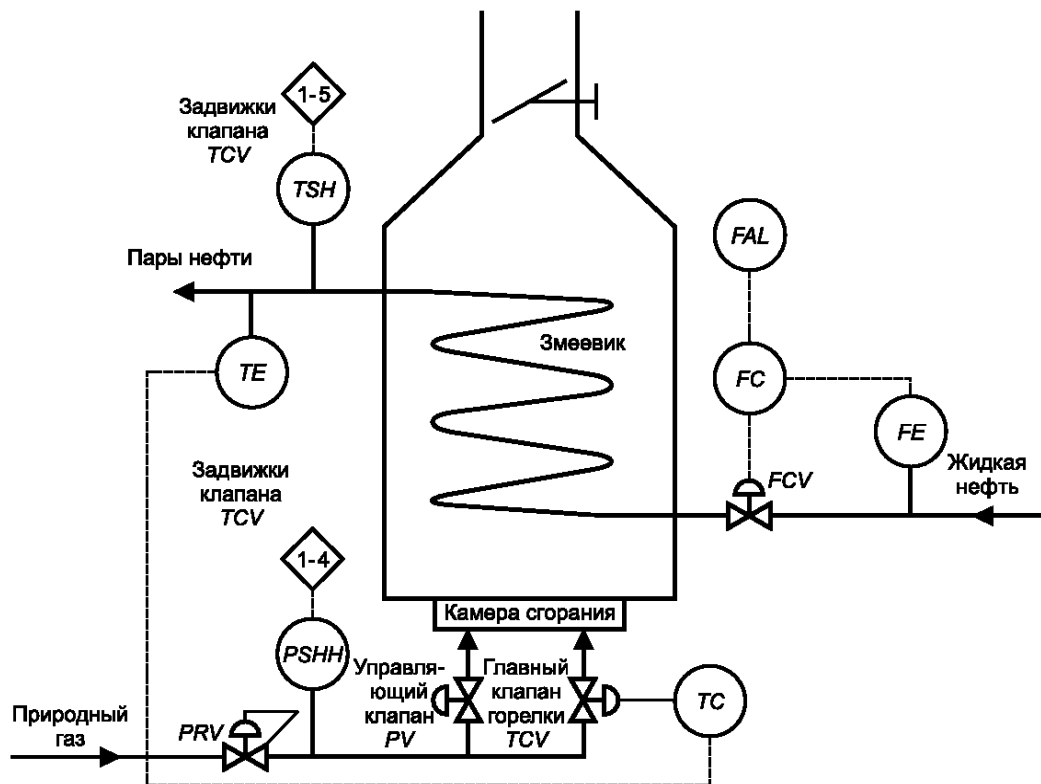 1-5
Задвижки
клапана
TCV
TSH
FAL
Пары нефти
Змеевик
TE
FC
FE
Задвижки
клапана
TCV
FCV
Жидкая
нефть
1-4
Камера сгорания
PSHH
Управля-
ющий
клапан
PV
Главный
клапан
горелки
TCV
TC
Природный
газ
PRV